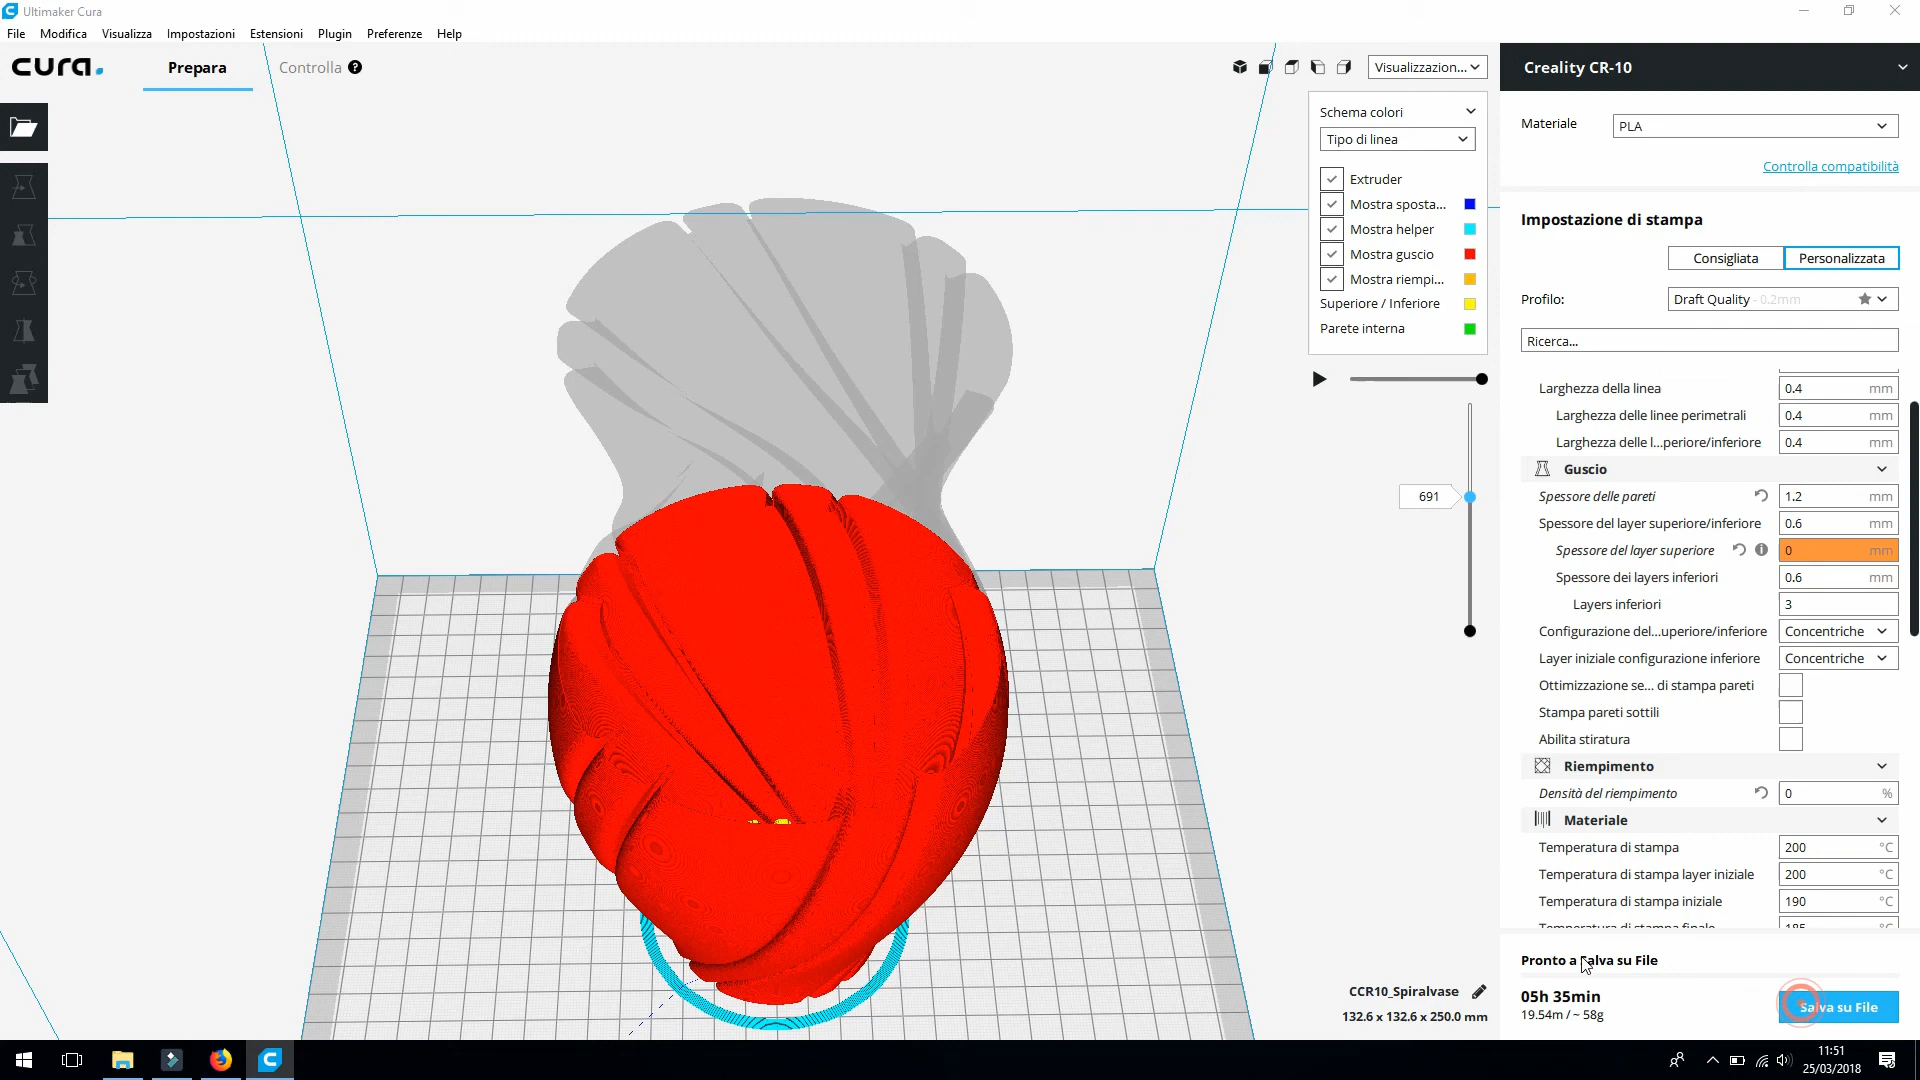 Ultimaker Cura
File Modifica Visualizza Impostazioni Estensioni Plugin Preferenze Help
cura.
Prepara
Controlla ?
Visualizzazion...
Creality CR-10
Schema colori
Tipo di linea
Extruder
Mostra sposta...
Mostra helper
Mostra guscio
Mostra riempi...
Superiore / Inferiore
Parete interna
691
Materiale PLA
Controlla compatibilità
Impostazione di stampa
Consigliata Personalizzata
Profilo: Draft Quality - 0.2mm
Ricerca...
Larghezza della linea 0.4 mm
Larghezza delle linee perimetrali 0.4 mm
Larghezza delle l...periore/inferiore 0.4 mm
Guscio
Spessore delle pareti 1.2 mm
Spessore del layer superiore/inferiore 0.6 mm
Spessore del layer superiore 0 mm
Spessore dei layers inferiori 0.6 mm
Layers inferiori 3
Configurazione del...uperiore/inferiore Concentriche
Layer iniziale configurazione inferiore Concentriche
Ottimizzazione se... di stampa pareti
Stampa pareti sottili
Abilita stiratura
Riempimento
Densità del riempimento 0 %
Materiale
Temperatura di stampa 200 °C
Temperatura di stampa layer iniziale 200 °C
Temperatura di stampa iniziale 190 °C
Temperatura di stampa finale 185 °C
Pronto a Salva su File
05h 35min
19.54m / ~ 58g
Salva su File
CCR10_Spiralvase
132.6 x 132.6 x 250.0 mm
11:51
25/03/2018